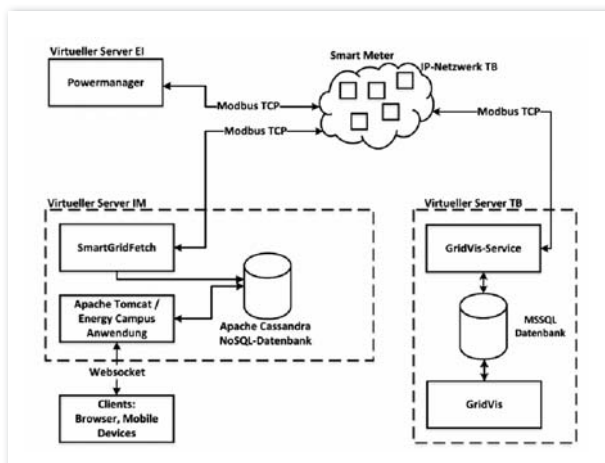 Virtueller Server EI
Powermanager
Smart Meter
IP-Netzwerk TB
Modbus TCP
Modbus TCP
Modbus TCP
Virtueller Server IM
SmartGridFetch
Apache Tomcat /
Energy Campus
Anwendung
Apache Cassandra
NoSQL-Datenbank
Websocket
Clients:
Browser, Mobile
Devices
Virtueller Server TB
GridVis-Service
MSSQL
Datenbank
GridVis